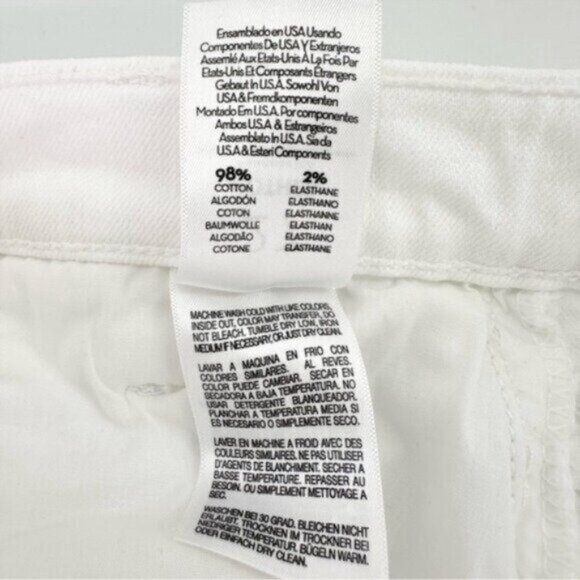 Ensamblado en USA Usando
Componentes De USA Y Extranjeros
Assemlé Aux Etats-Unis À La Fois Par
Etats-Unis Et Composants Étrangers
Gebaut In U.S.A. Sowohl Von
USA & Fremdkomponenten
Montado Em U.S.A. Por componentes
Ambos U.S.A & Estrangeiros
Assemblato In U.S.A. Sia da
U.S.A & Esteri Components
98% 2%
COTTON ELASTHANE
ALGODÓN ELASTHANO
COTON ELASTHANNE
BAUMWOLLE ELASTHAN
ALGODÃO ELASTHANO
COTONE ELASTHANE
MACHINE WASH COLD WITH LIKE COLORS,
INSIDE OUT, COLOR MAY TRANSFER, DO
NOT BLEACH. TUMBLE DRY LOW, IRON
MEDIUM IF NECESSARY, OR JUST DRY CLEAN.
LAVAR A MAQUINA EN FRIO CON
COLORES SIMILARES. AL REVES.
COLOR PUEDE CAMBIAR. SECAR EN
SECADORA A BAJA TEMPERATURA. NO
USAR DETERGENTE BLANQUEADOR.
PLANCHAR A TEMPERATURA MEDIA SI
ES NECESARIO O SIMPLEMENTE SECO.
LAVER EN MACHINE A FROID AVEC DES
COULEURS SIMILAIRES. NE PAS UTILISER
D'AGENTS DE BLANCHIMENT. SECHER A
BASSE TEMPERATURE. REPASSER AU
BESOIN. OU SIMPLEMENT METTOYAGE A
SEC.
WASCHEN BEI 30 GRAD. BLEICHEN NICHT
ERLAUBT. TROCKNEN IM TROCKNER BEI
NIEDRIGER TEMPERATUR. BÜGELN WARM.
ODER EINFACH DRY CLEAN.